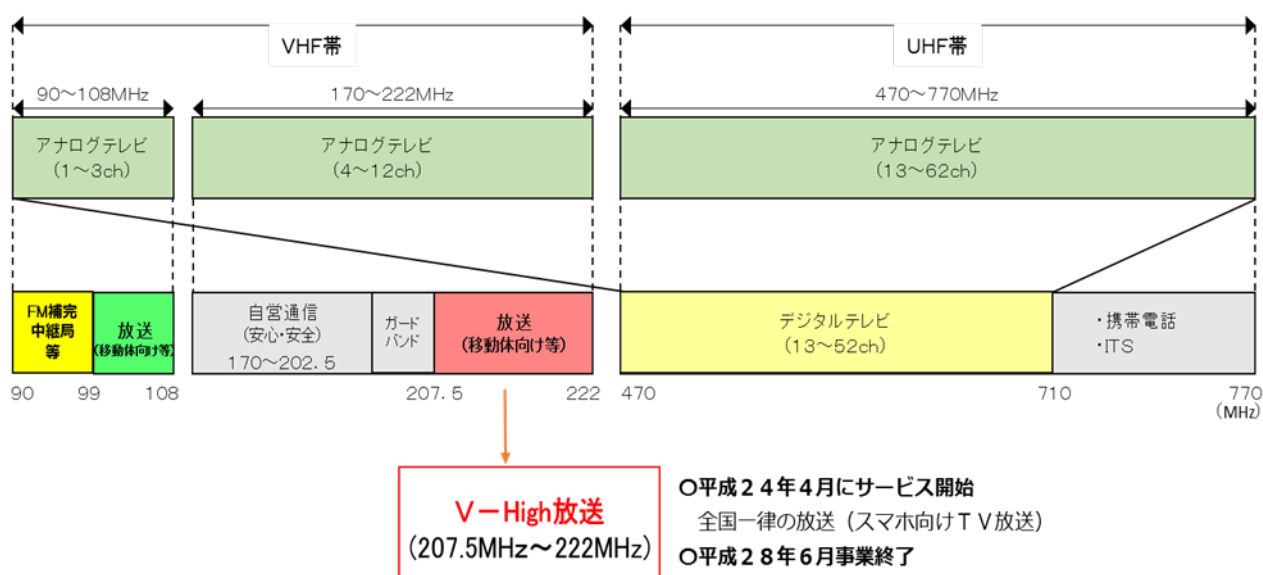 VHF帯
UHF帯
90～108MHz
170～222MHz
470～770MHz
アナログテレビ
(1～3ch)
アナログテレビ
(4～12ch)
アナログテレビ
(13～62ch)
FM補完
中継局
等
放送
(移動体向け等)
自営通信
(安心・安全)
170～202.5
ガード
バンド
放送
(移動体向け等)
デジタルテレビ
(13～52ch)
・携帯電話
・ITS
90
99
108
207.5
222
470
710
770
(MHz)
V－High放送
(207.5MHz～222MHz)
〇平成２４年４月にサービス開始
全国一律の放送（スマホ向けＴＶ放送）
〇平成２８年６月事業終了